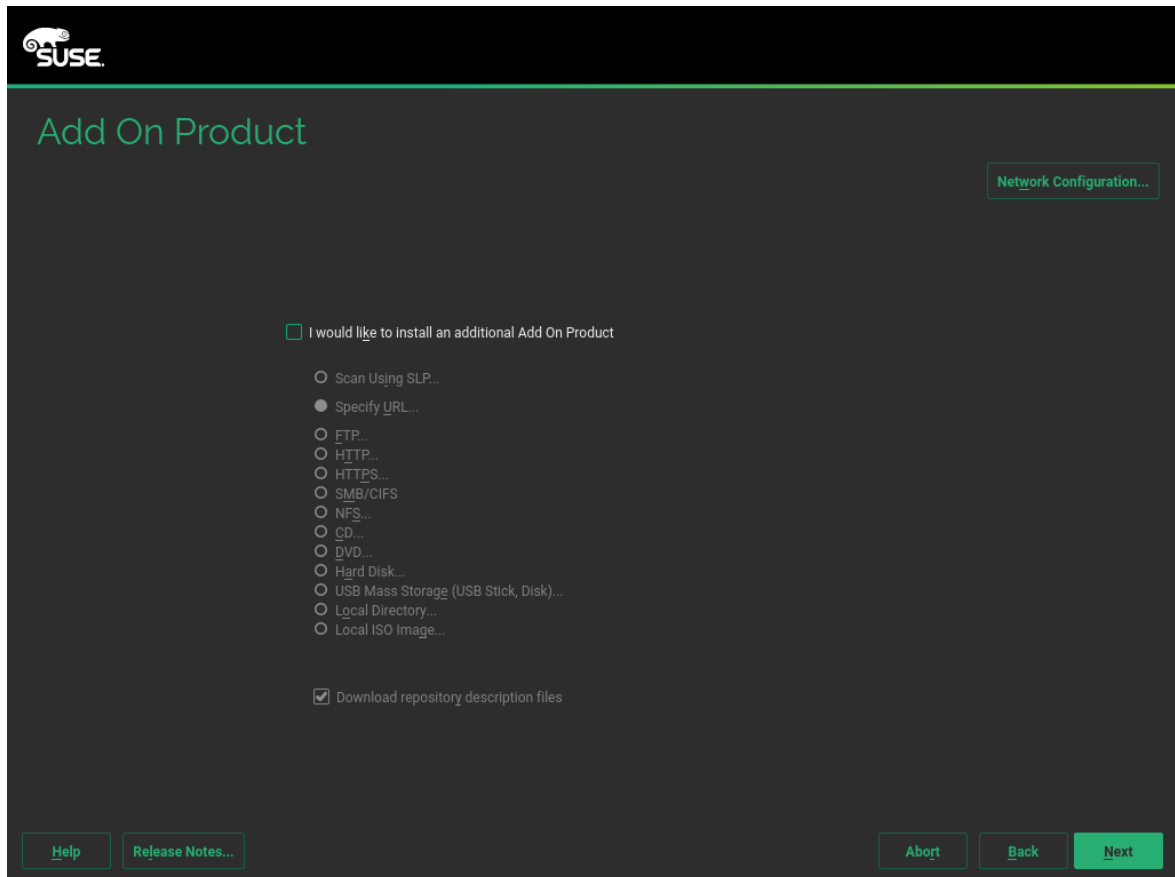 SUSE.
Add On Product
Network Configuration...
I would like to install an additional Add On Product
Scan Using SLP...
Specify URL...
FTP...
HTTP...
HTTPS...
SMB/CIFS
NFS...
CD...
DVD...
Hard Disk...
USB Mass Storage (USB Stick, Disk)...
Local Directory...
Local ISO Image...
Download repository description files
Help Release Notes... Abort Back Next